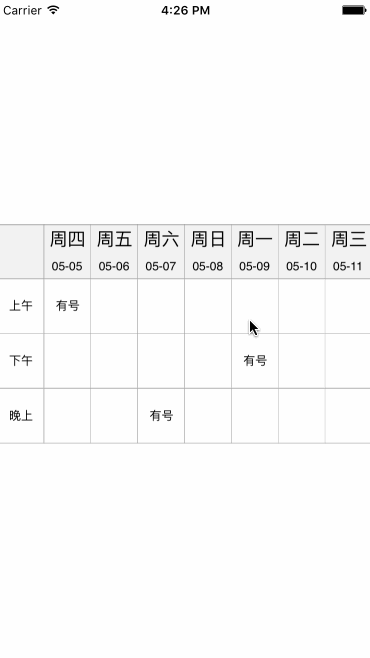 Carrier 4:26 PM
周四 周五 周六 周日 周一 周二 周三
05-05 05-06 05-07 05-08 05-09 05-10 05-11
上午 有号
下午 有号
晚上 有号